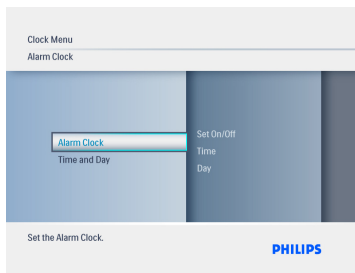 Clock Menu
Alarm Clock
Alarm Clock
Time and Day
Set On/Off
Time
Day
Set the Alarm Clock.
PHILIPS